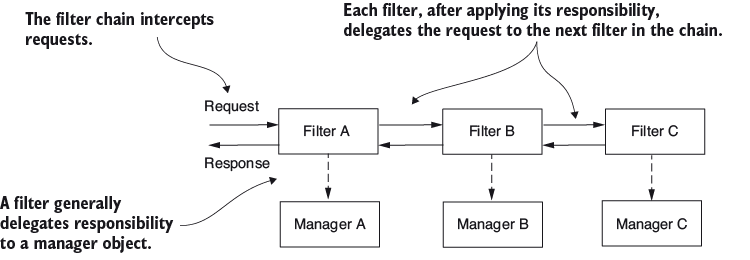 The filter chain intercepts
requests.
Each filter, after applying its responsibility,
delegates the request to the next filter in the chain.
Request
Filter A
Filter B
Filter C
Response
A filter generally
delegates responsibility
to a manager object.
Manager A
Manager B
Manager C